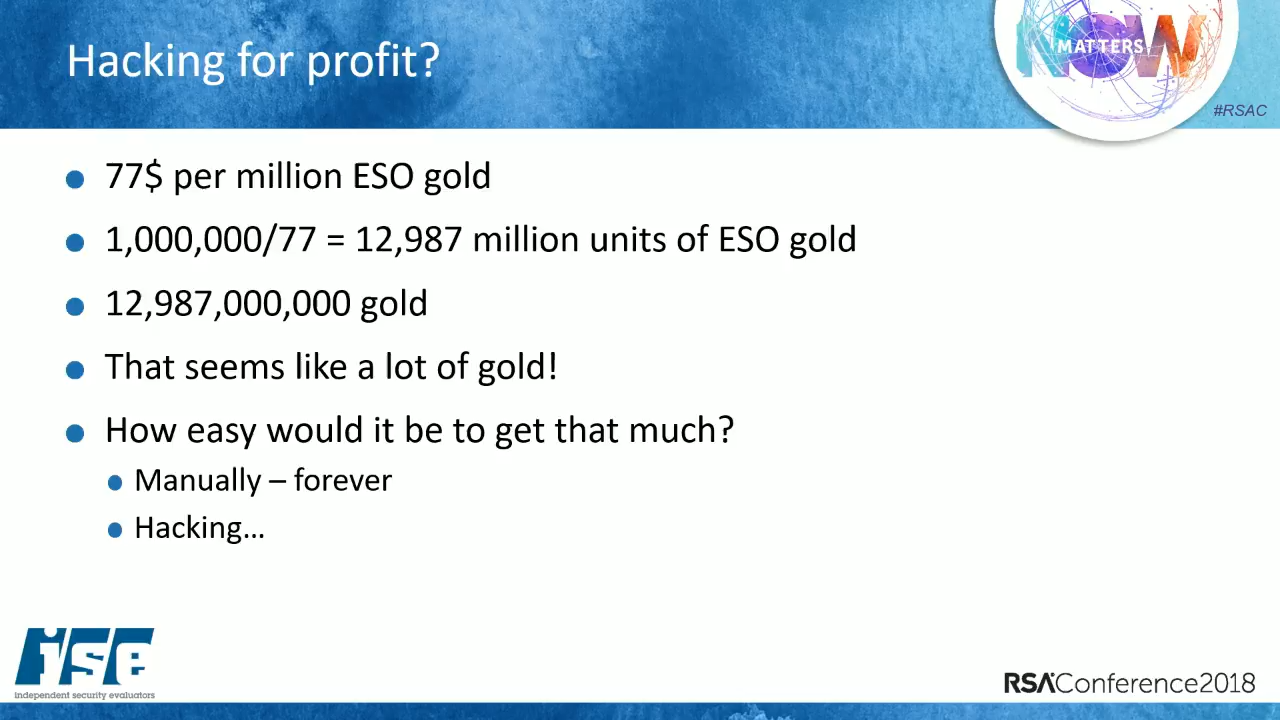 Hacking for profit?
NOW
MATTERS
#RSAC
77$ per million ESO gold
1,000,000/77 = 12,987 million units of ESO gold
12,987,000,000 gold
That seems like a lot of gold!
How easy would it be to get that much?
Manually – forever
Hacking…
ise
independent security evaluators
RSAConference2018